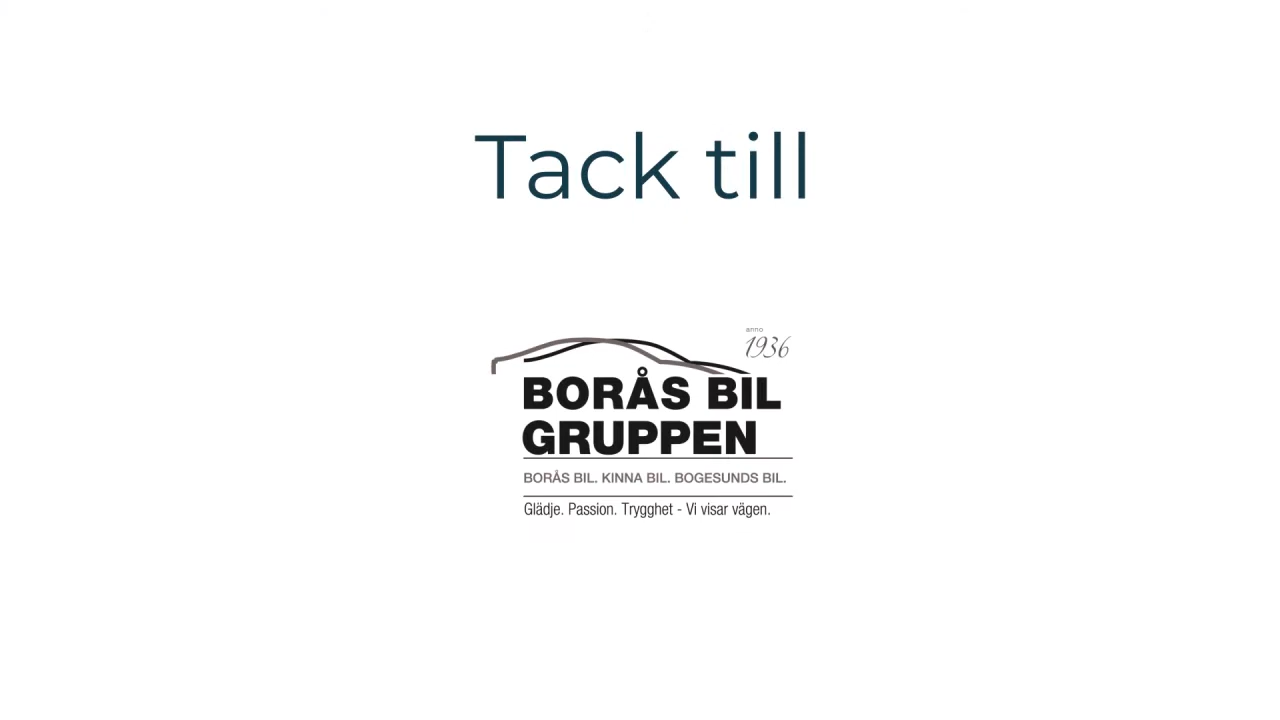 Tack till
anno
1936
BORÅS BIL
GRUPPEN
BORÅS BIL. KINNA BIL. BOGESUNDS BIL.
Glädje. Passion. Trygghet - Vi visar vägen.